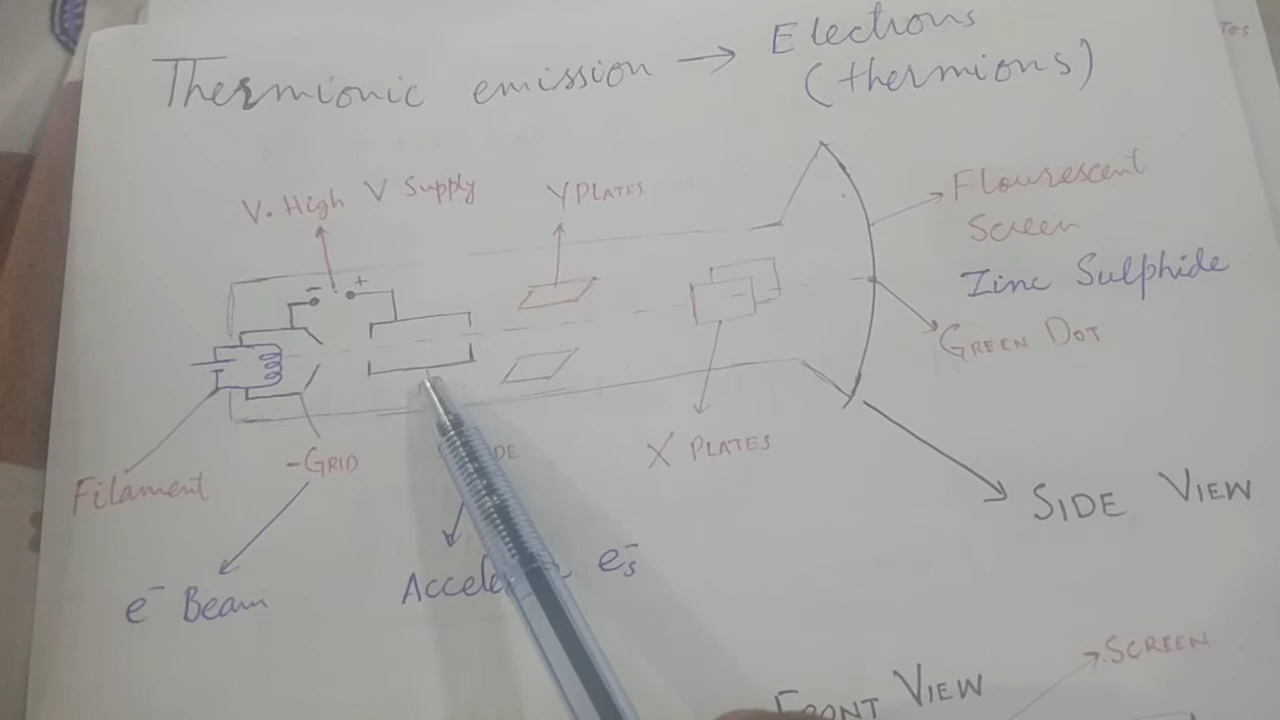 Thermionic emission → Electrons
(thermions)
V. High V Supply
Y PLATES
Flourescent
Screen
Zinc Sulphide
GREEN DOT
- +
Filament
-GRID
X PLATES
SIDE VIEW
e⁻ Beam
e⁻s
FRONT VIEW
SCREEN